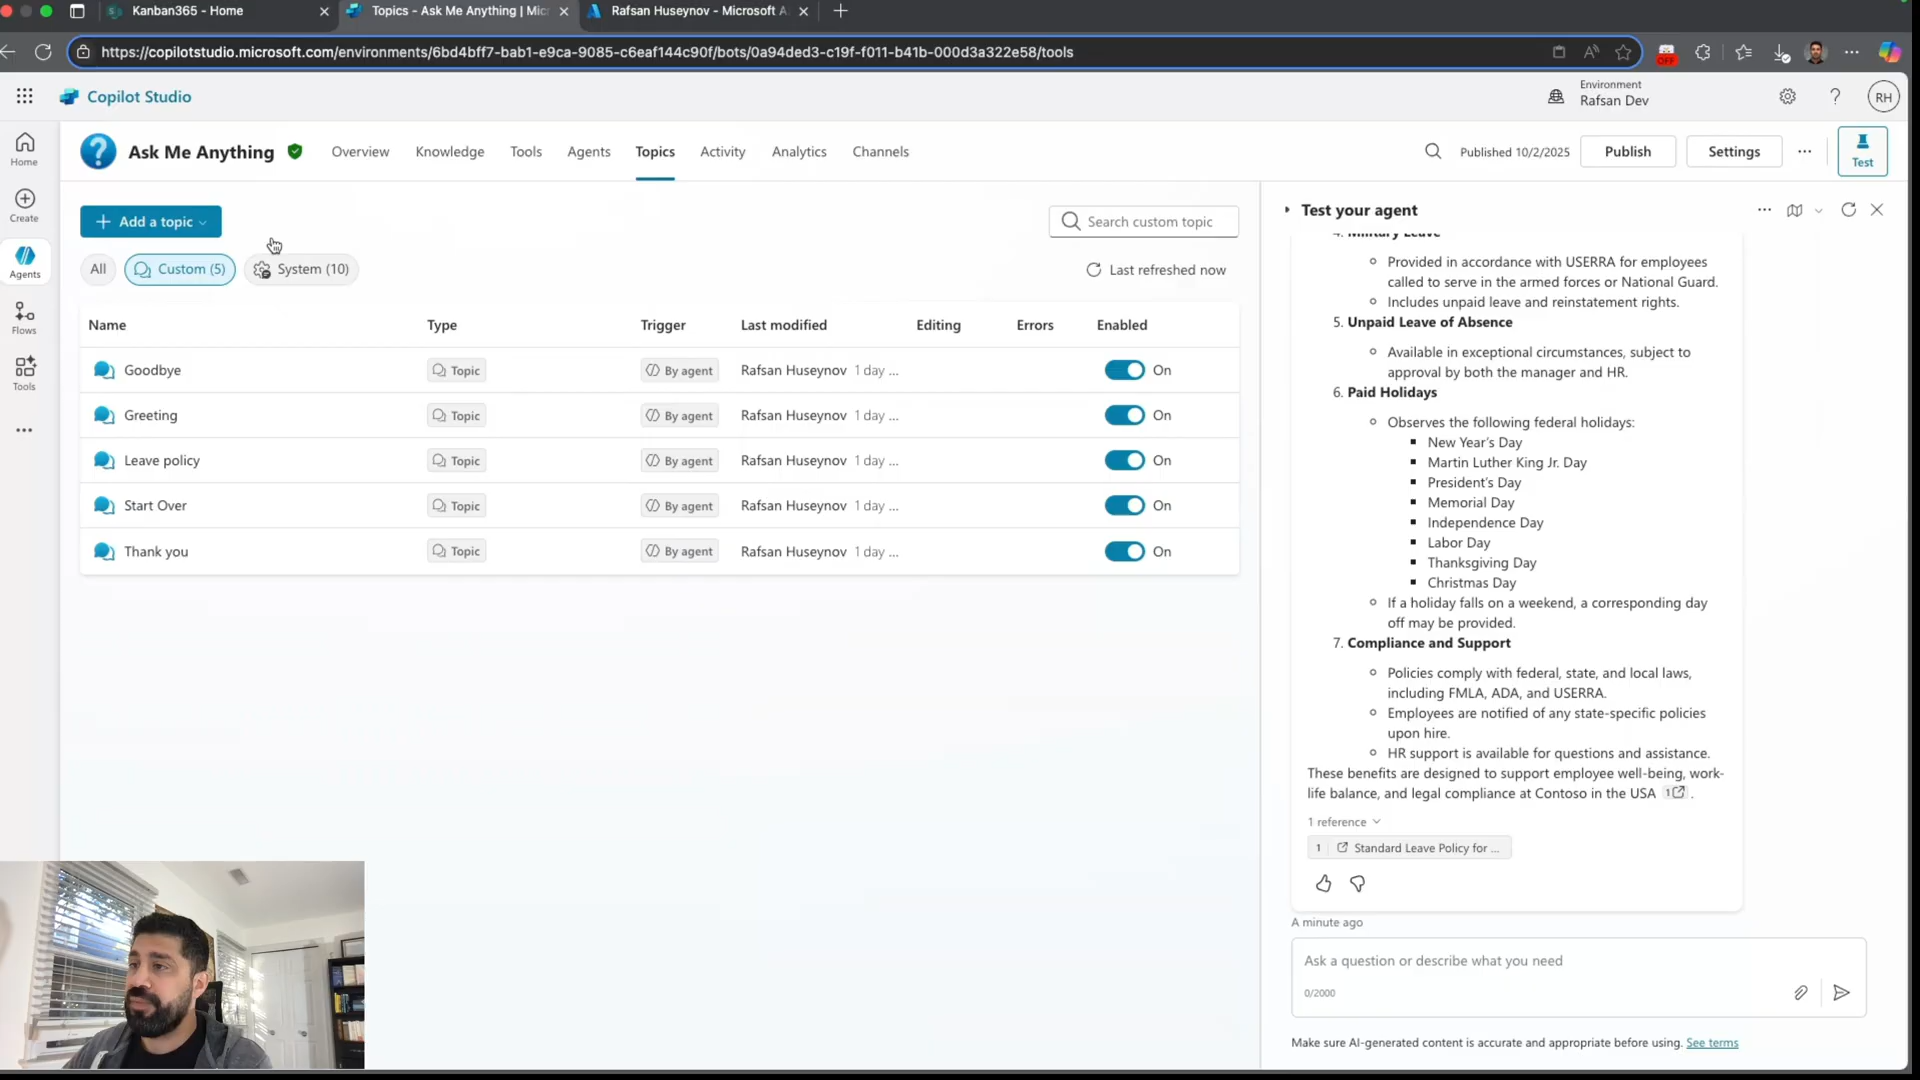 Kanban365 - Home
Topics - Ask Me Anything | Mic
Rafsan Huseynov - Microsoft A
https://copilotstudio.microsoft.com/environments/6bd4bff7-bab1-e9ca-9085-c6eaf144c90f/bots/0a94ded3-c19f-f011-b41b-000d3a322e58/tools
OFF
Copilot Studio
Environment
Rafsan Dev
RH
Home
Create
Agents
Flows
Tools
Ask Me Anything
Overview
Knowledge
Tools
Agents
Topics
Activity
Analytics
Channels
Published 10/2/2025
Publish
Settings
Test
Add a topic
Search custom topic
All
Custom (5)
System (10)
Last refreshed now
Name Type Trigger Last modified Editing Errors Enabled
Goodbye Topic By agent Rafsan Huseynov 1 day ... On
Greeting Topic By agent Rafsan Huseynov 1 day ... On
Leave policy Topic By agent Rafsan Huseynov 1 day ... On
Start Over Topic By agent Rafsan Huseynov 1 day ... On
Thank you Topic By agent Rafsan Huseynov 1 day ... On
Test your agent
4. Military Leave
Provided in accordance with USERRA for employees
called to serve in the armed forces or National Guard.
Includes unpaid leave and reinstatement rights.
5. Unpaid Leave of Absence
Available in exceptional circumstances, subject to
approval by both the manager and HR.
6. Paid Holidays
Observes the following federal holidays:
New Year's Day
Martin Luther King Jr. Day
President's Day
Memorial Day
Independence Day
Labor Day
Thanksgiving Day
Christmas Day
If a holiday falls on a weekend, a corresponding day
off may be provided.
7. Compliance and Support
Policies comply with federal, state, and local laws,
including FMLA, ADA, and USERRA.
Employees are notified of any state-specific policies
upon hire.
HR support is available for questions and assistance.
These benefits are designed to support employee well-being, work-
life balance, and legal compliance at Contoso in the USA 1 .
1 reference
1 Standard Leave Policy for ...
A minute ago
Ask a question or describe what you need
0/2000
Make sure AI-generated content is accurate and appropriate before using. See terms